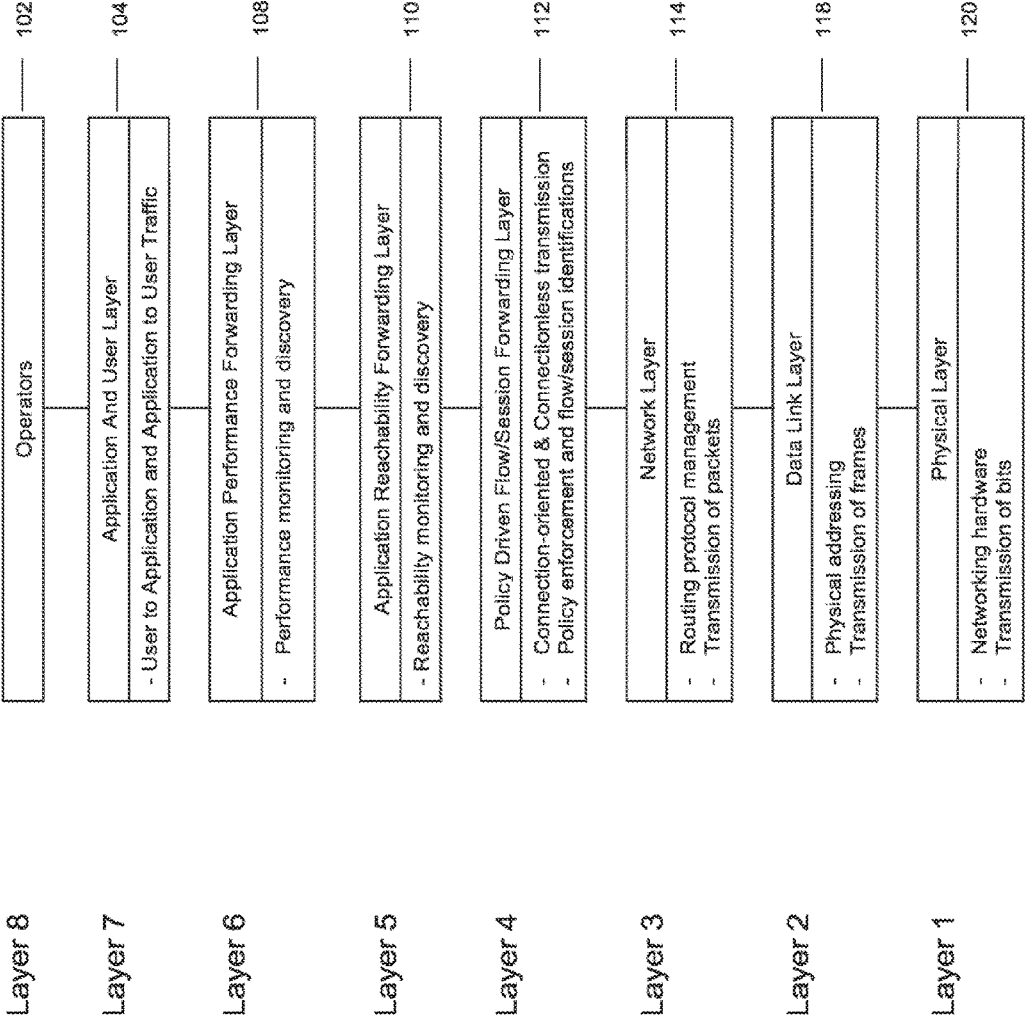 Layer 8
Operators
102
Layer 7
Application And User Layer
104
- User to Application and Application to User Traffic
Layer 6
Application Performance Forwarding Layer
108
- Performance monitoring and discovery
Layer 5
Application Reachability Forwarding Layer
110
- Reachability monitoring and discovery
Layer 4
Policy Driven Flow/Session Forwarding Layer
112
- Connection-oriented & Connectionless transmission
- Policy enforcement and flow/session identifications
Layer 3
Network Layer
114
- Routing protocol management
- Transmission of packets
Layer 2
Data Link Layer
118
- Physical addressing
- Transmission of frames
Layer 1
Physical Layer
120
- Networking hardware
- Transmission of bits